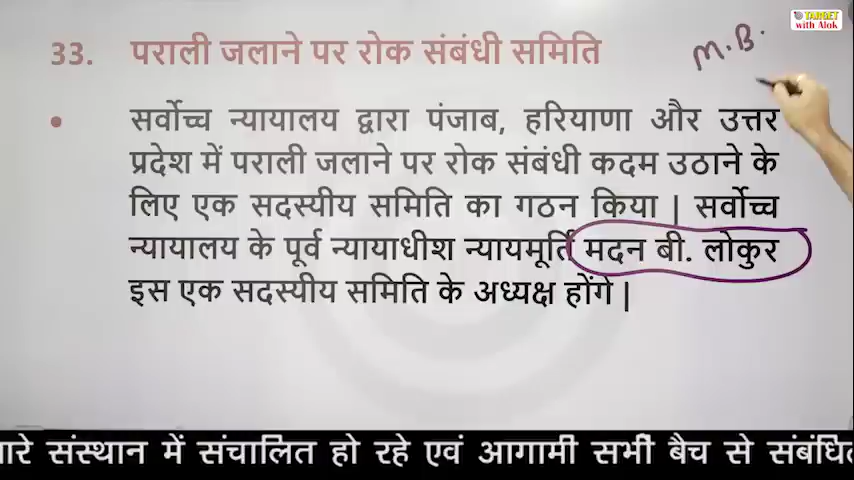 TARGET
with Alok
33. पराली जलाने पर रोक संबंधी समिति
M.B.
• सर्वोच्च न्यायालय द्वारा पंजाब, हरियाणा और उत्तर
प्रदेश में पराली जलाने पर रोक संबंधी कदम उठाने के
लिए एक सदस्यीय समिति का गठन किया | सर्वोच्च
न्यायालय के पूर्व न्यायाधीश न्यायमूर्ति मदन बी. लोकुर
इस एक सदस्यीय समिति के अध्यक्ष होंगे |
संस्थान में संचालित हो रहे एवं आगामी सभी बैच से